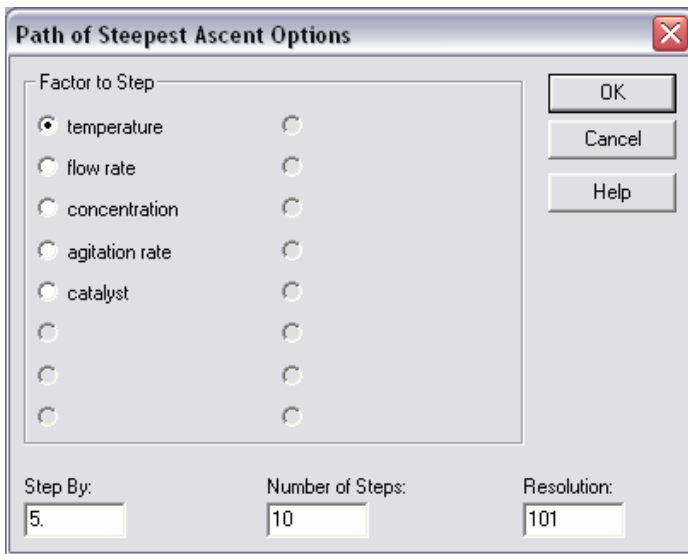 Path of Steepest Ascent Options
Factor to Step
temperature
flow rate
concentration
agitation rate
catalyst
OK
Cancel
Help
Step By:
Number of Steps:
Resolution:
5.
10
101